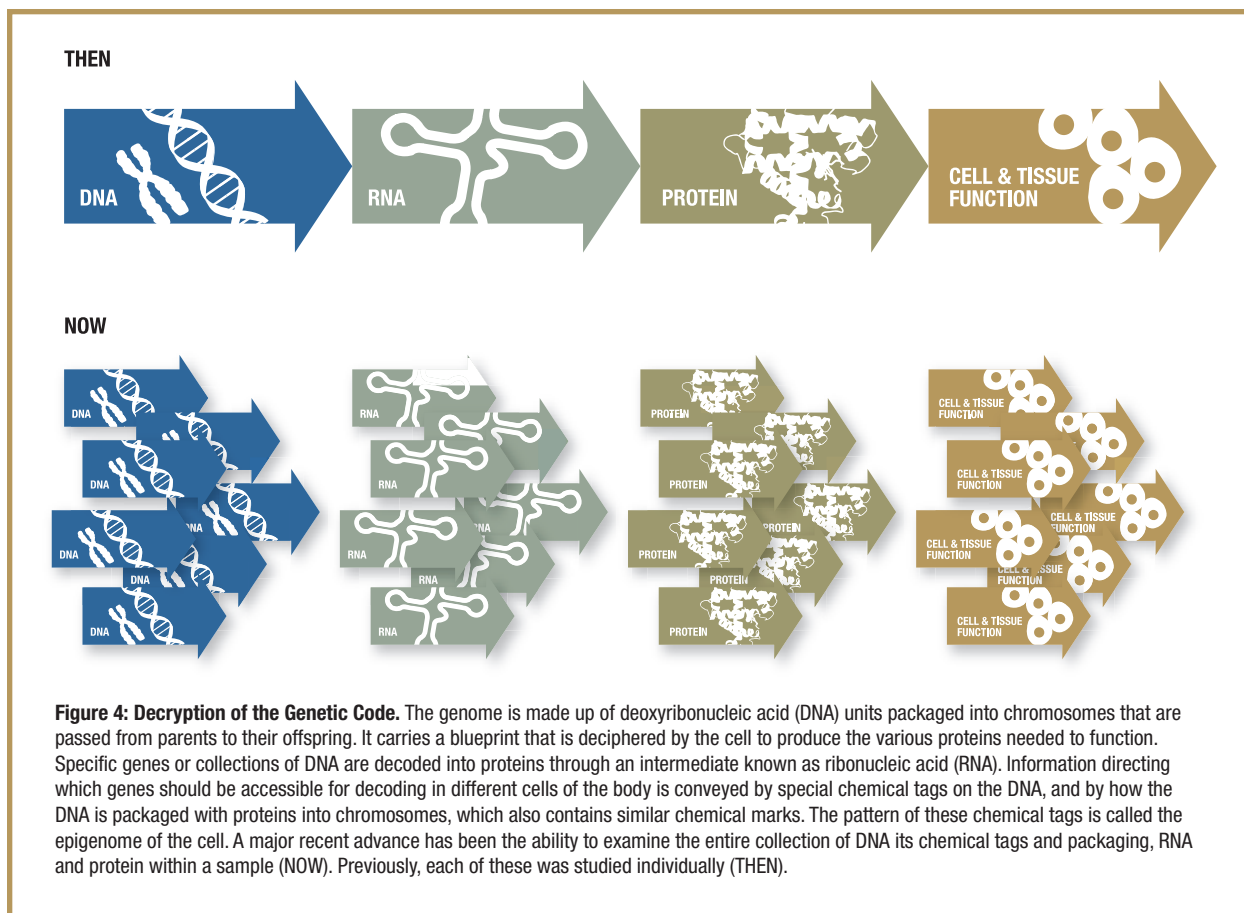 THEN
DNA
RNA
PROTEIN
CELL & TISSUE
FUNCTION
NOW
DNA
RNA
PROTEIN
CELL & TISSUE
FUNCTION
DNA
RNA
PROTEIN
CELL & TISSUE
FUNCTION
DNA
PROTEIN
CELL & TISSUE
FUNCTION
DNA
RNA
PROTEIN
CELL & TISSUE
FUNCTION
DNA
RNA
PROTEIN
CELL & TISSUE
FUNCTION
DNA
RNA
PROTEIN
CELL & TISSUE
FUNCTION
Figure 4: Decryption of the Genetic Code. The genome is made up of deoxyribonucleic acid (DNA) units packaged into chromosomes that are
passed from parents to their offspring. It carries a blueprint that is deciphered by the cell to produce the various proteins needed to function.
Specific genes or collections of DNA are decoded into proteins through an intermediate known as ribonucleic acid (RNA). Information directing
which genes should be accessible for decoding in different cells of the body is conveyed by special chemical tags on the DNA, and by how the
DNA is packaged with proteins into chromosomes, which also contains similar chemical marks. The pattern of these chemical tags is called the
epigenome of the cell. A major recent advance has been the ability to examine the entire collection of DNA its chemical tags and packaging, RNA
and protein within a sample (NOW). Previously, each of these was studied individually (THEN).